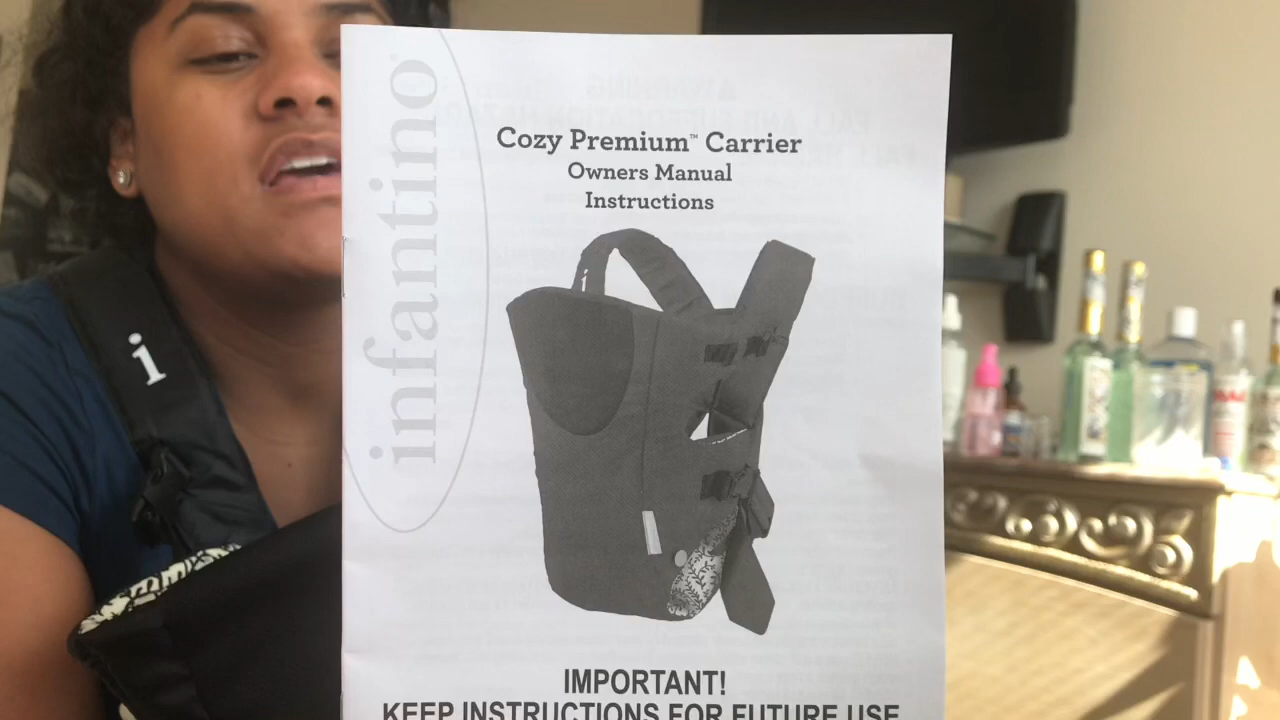 infantino
Cozy Premium™ Carrier
Owners Manual
Instructions
IMPORTANT!
KEEP INSTRUCTIONS FOR FUTURE USE
i